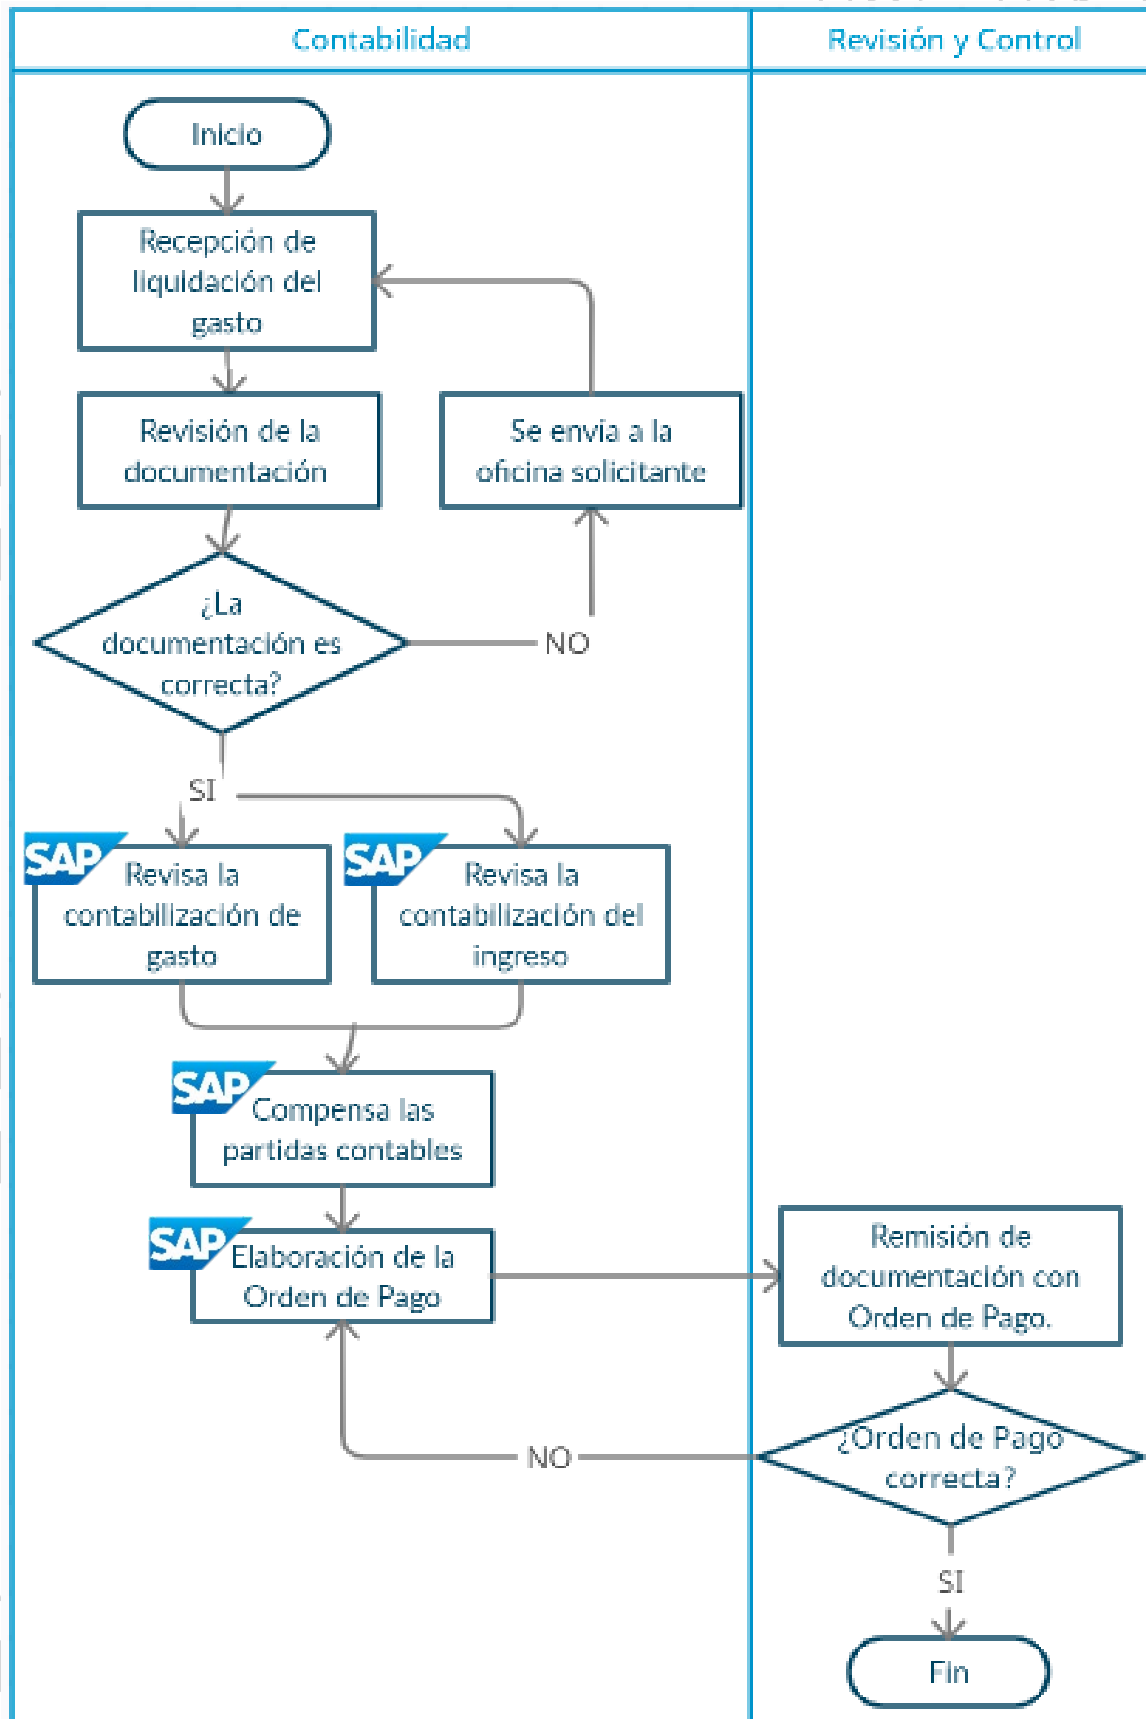 Contabilidad
Revisión y Control
Inicio
Recepción de
liquidación del
gasto
Revisión de la
documentación
Se envia a la
oficina solicitante
¿La
documentación es
correcta?
NO
SI
SAP
Revisa la
contabilización de
gasto
SAP
Revisa la
contabilización del
ingreso
SAP
Compensa las
partidas contables
SAP
Elaboración de la
Orden de Pago
Remisión de
documentación con
Orden de Pago.
¿Orden de Pago
correcta?
NO
SI
Fin